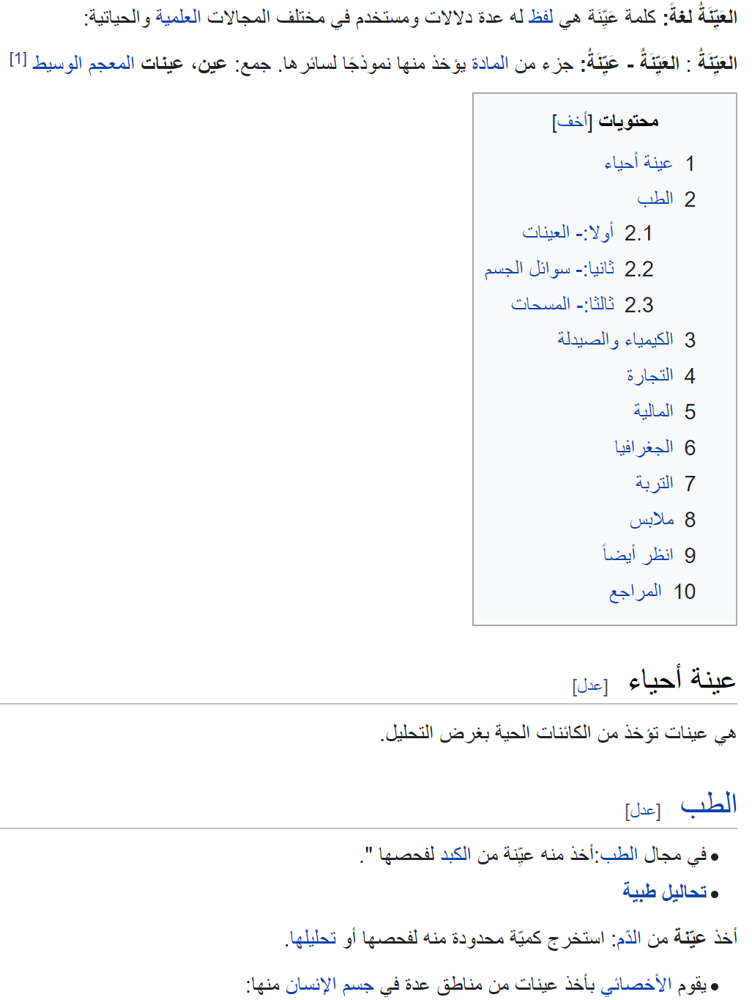 العَيِّنَةُ لغةً: كلمة عَيِّنَة هي لفظ له عدة دلالات ومستخدم في مختلف المجالات العلمية والحياتية:
العَيِّنَةُ : العَيِّنَةُ - عَيِّنَةُ: جزء من المادة يؤخذ منها نموذجًا لسائرها. جمع: عين، عينات المعجم الوسيط [1]
محتويات [أخف]
1 عينة أحياء
2 الطب
2.1 أولا:- العينات
2.2 ثانيا:- سوائل الجسم
2.3 ثالثا:- المسحات
3 الكيمياء والصيدلة
4 التجارة
5 المالية
6 الجغرافيا
7 التربة
8 ملابس
9 انظر أيضاً
10 المراجع
عينة أحياء [عدل]
هي عينات تؤخذ من الكائنات الحية بغرض التحليل.
الطب [عدل]
• في مجال الطب:أخذ منه عيِّنة من الكبد لفحصها ".
• تحاليل طبية
أخذ عيّنة من الدّم: استخرج كميّة محدودة منه لفحصها أو تحليلها.
• يقوم الأخصائي بأخذ عينات من مناطق عدة في جسم الإنسان منها: